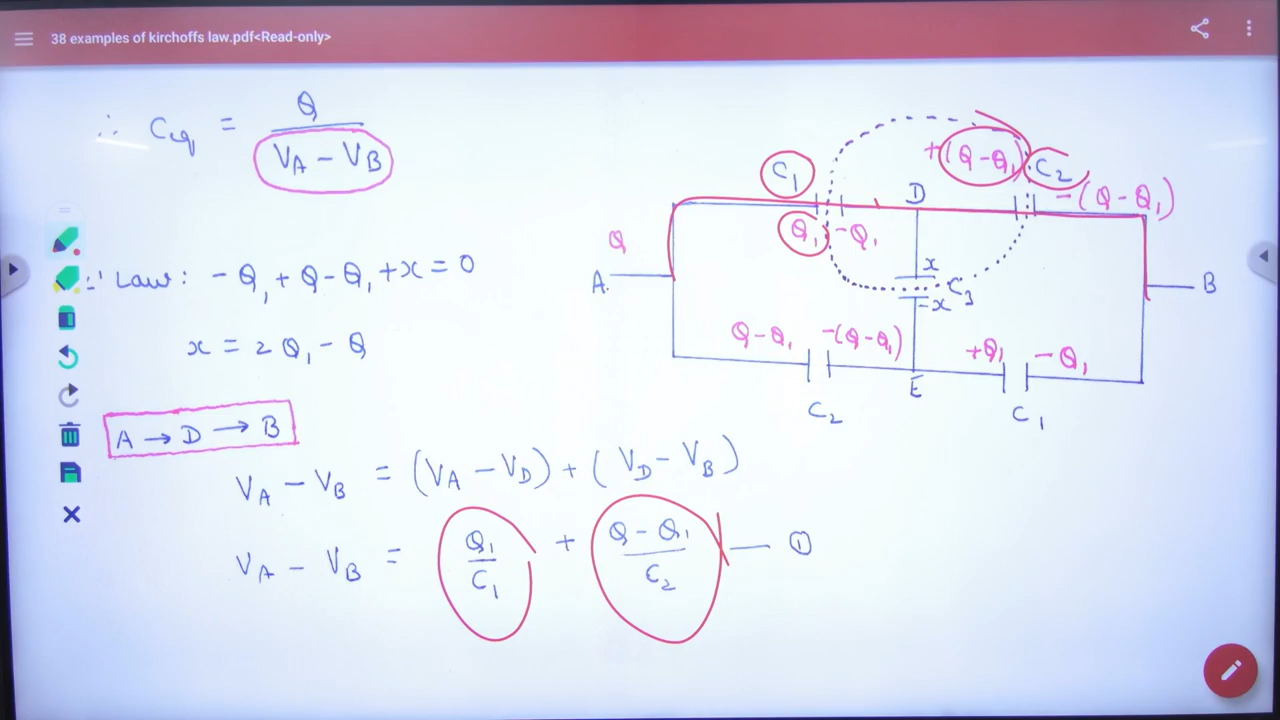 38 examples of kirchoffs law.pdf<Read-only>
∴ Ceq = Q / (VA - VB)
Law: - Q1 + Q - Q1 + x = 0
x = 2Q1 - Q
A → D → B
VA - VB = (VA - VD) + (VD - VB)
VA - VB = Q1/C1 + (Q - Q1)/C2 — ①
+(Q - Q1) C2
C1 D -(Q - Q1)
Q Q1 -Q1
A x C3 B
-x
Q - Q1 -(Q - Q1) +Q1 -Q1
E
C2 C1